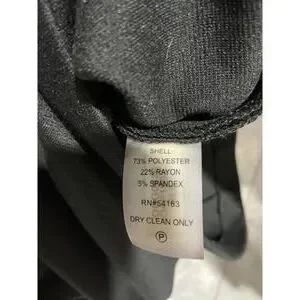 SHELL:
73% POLYESTER
22% RAYON
5% SPANDEX
RN#54163
DRY CLEAN ONLY
P